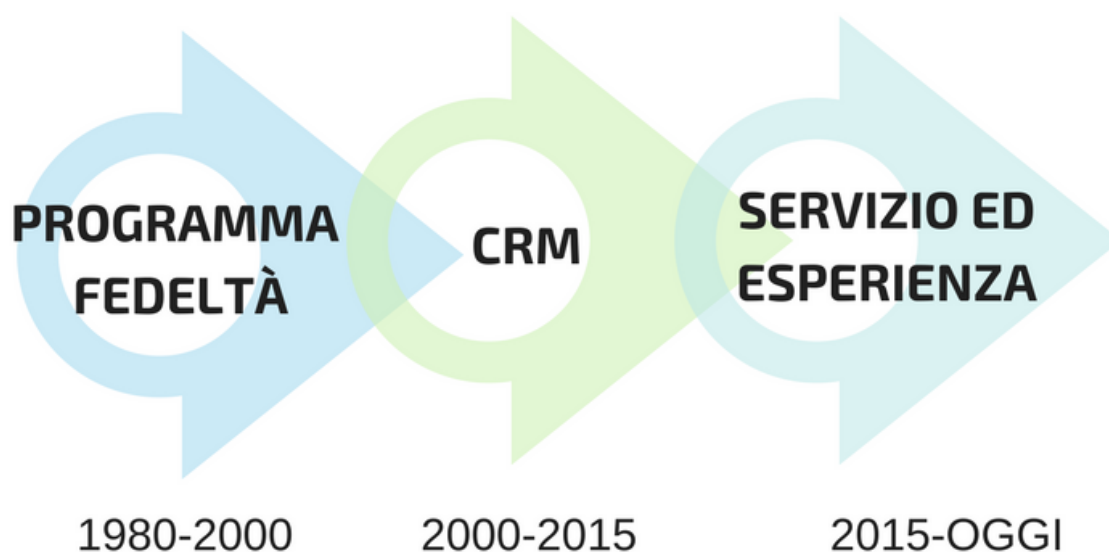 PROGRAMMA
FEDELTÀ
CRM
SERVIZIO ED
ESPERIENZA
1980-2000
2000-2015
2015-OGGI